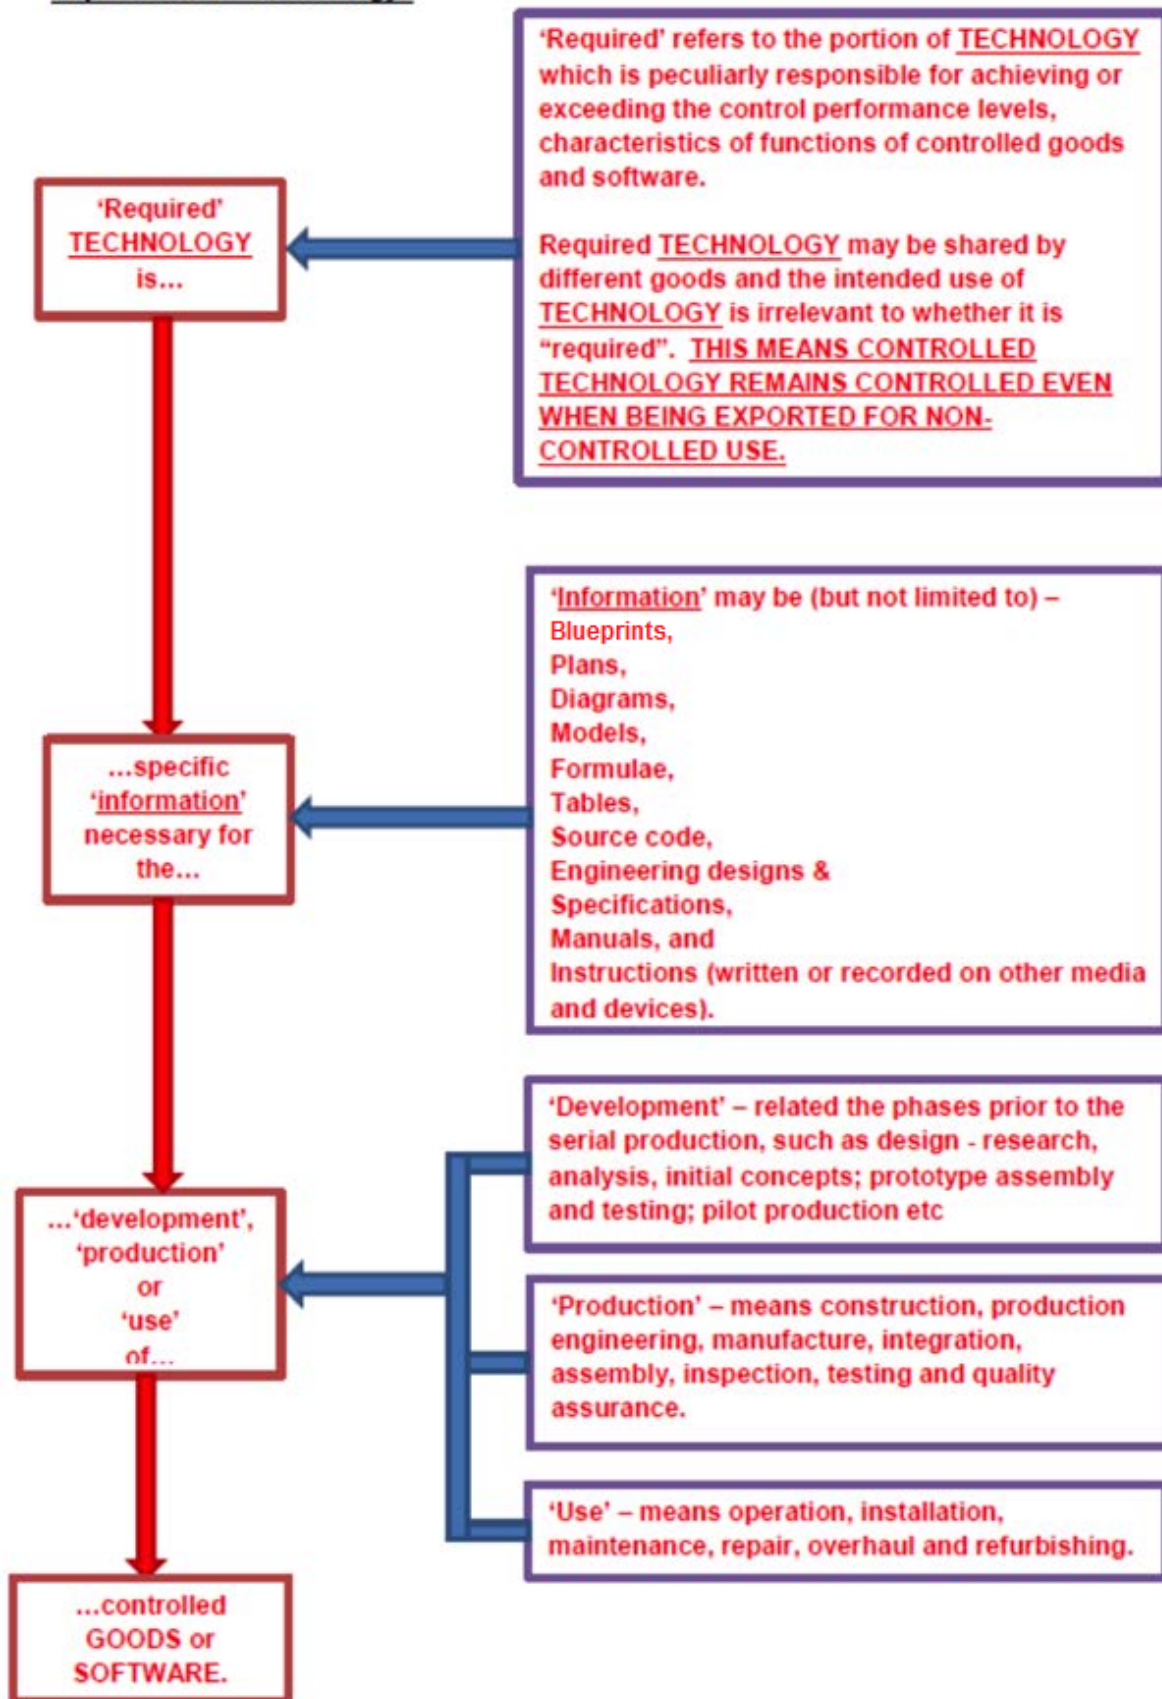 'Required' refers to the portion of TECHNOLOGY
which is peculiarly responsible for achieving or
exceeding the control performance levels,
characteristics of functions of controlled goods
and software.
Required TECHNOLOGY may be shared by
different goods and the intended use of
TECHNOLOGY is irrelevant to whether it is
“required”. THIS MEANS CONTROLLED
TECHNOLOGY REMAINS CONTROLLED EVEN
WHEN BEING EXPORTED FOR NON-
CONTROLLED USE.
‘Required’
TECHNOLOGY
is…
‘Information’ may be (but not limited to) –
Blueprints,
Plans,
Diagrams,
Models,
Formulae,
Tables,
Source code,
Engineering designs &
Specifications,
Manuals, and
Instructions (written or recorded on other media
and devices).
…specific
‘information’
necessary for
the…
‘Development’ – related the phases prior to the
serial production, such as design - research,
analysis, initial concepts; prototype assembly
and testing; pilot production etc
…‘development’,
‘production’
or
‘use’
of…
‘Production’ – means construction, production
engineering, manufacture, integration,
assembly, inspection, testing and quality
assurance.
‘Use’ – means operation, installation,
maintenance, repair, overhaul and refurbishing.
…controlled
GOODS or
SOFTWARE.